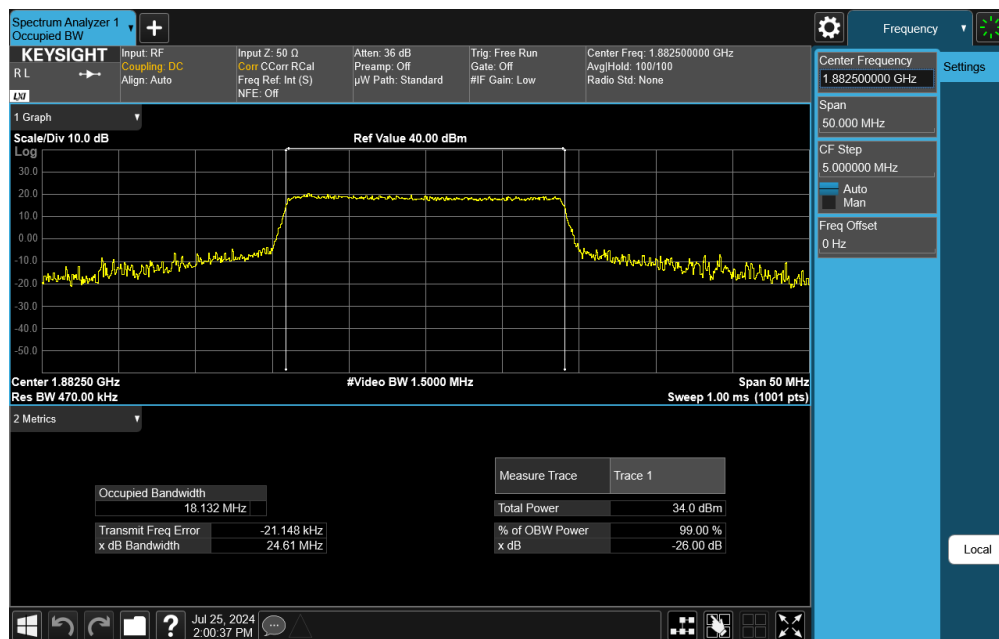 Spectrum Analyzer 1
Occupied BW
+
Frequency
KEYSIGHT
R L
LXI
Input: RF
Coupling: DC
Align: Auto
Input Z: 50 Ω
Corr CCorr RCal
Freq Ref: Int (S)
NFE: Off
Atten: 36 dB
Preamp: Off
µW Path: Standard
Trig: Free Run
Gate: Off
#IF Gain: Low
Center Freq: 1.882500000 GHz
Avg|Hold: 100/100
Radio Std: None
Center Frequency
1.882500000 GHz
Settings
Span
50.000 MHz
CF Step
5.000000 MHz
Auto
Man
Freq Offset
0 Hz
Local
1 Graph
Scale/Div 10.0 dB
Ref Value 40.00 dBm
Log
30.0
20.0
10.0
0.00
-10.0
-20.0
-30.0
-40.0
-50.0
Center 1.88250 GHz
#Video BW 1.5000 MHz
Span 50 MHz
Res BW 470.00 kHz
Sweep 1.00 ms (1001 pts)
2 Metrics
Measure Trace Trace 1
Occupied Bandwidth
18.132 MHz
Total Power 34.0 dBm
Transmit Freq Error -21.148 kHz
% of OBW Power 99.00 %
x dB Bandwidth 24.61 MHz
x dB -26.00 dB
?
Jul 25, 2024
2:00:37 PM